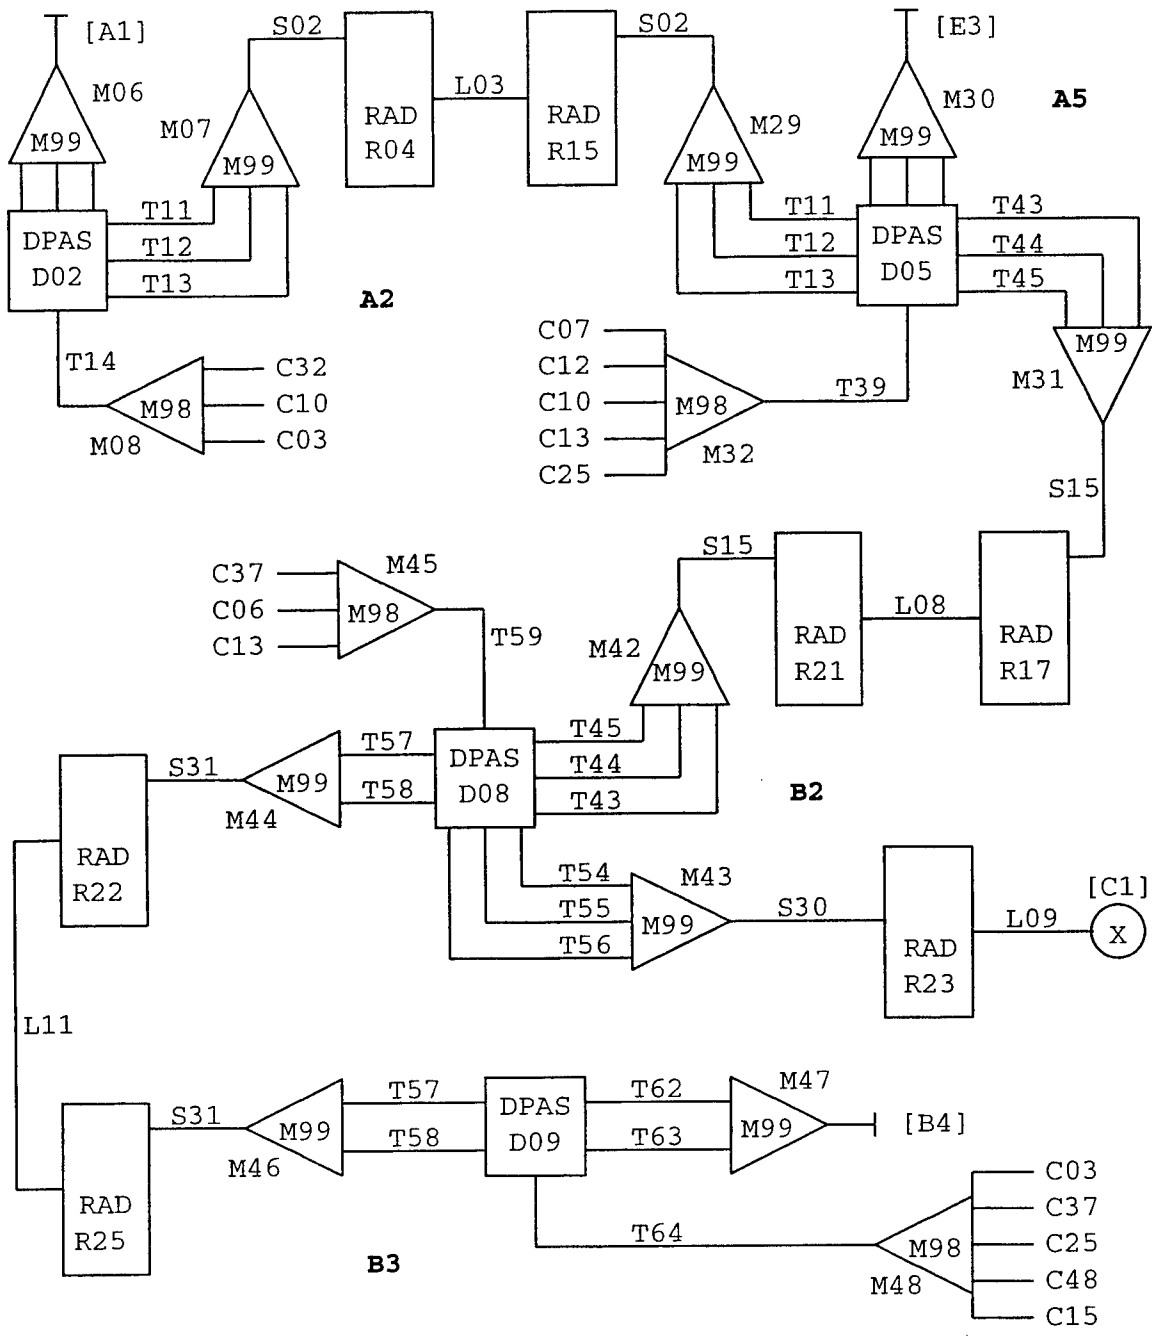 [A1]
S02
S02
[E3]
M06
M07
L03
M29
M30
A5
M99
M99
RAD
R04
RAD
R15
M99
M99
DPAS
D02
T11
T12
T13
A2
T11
T12
T13
DPAS
D05
T43
T44
T45
M99
M31
T14
M98
M08
C32
C10
C03
C07
C12
C10
C13
C25
M98
M32
T39
S15
C37
C06
C13
M45
M98
T59
S15
M42
M99
RAD
R21
L08
RAD
R17
S31
M99
M44
T57
T58
DPAS
D08
T45
T44
T43
B2
RAD
R22
T54
T55
T56
M43
M99
S30
RAD
R23
L09
[C1]
X
L11
S31
M99
M46
T57
T58
DPAS
D09
T62
T63
M47
M99
[B4]
RAD
R25
T64
B3
M98
M48
C03
C37
C25
C48
C15